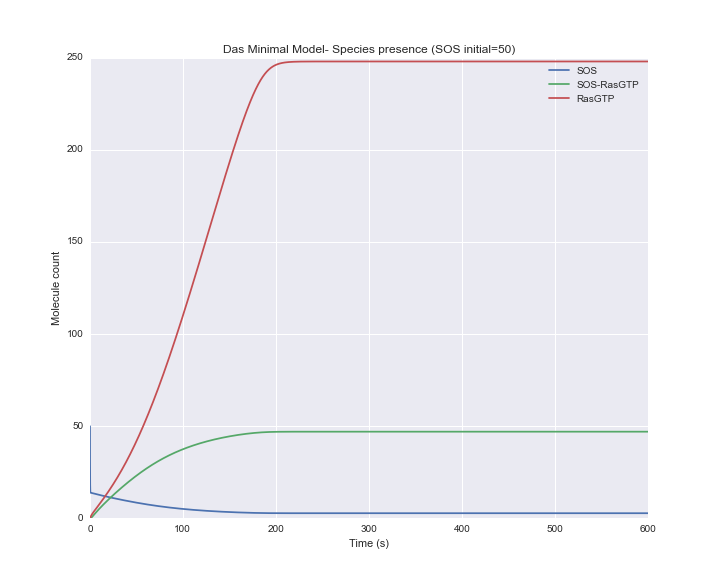 Das Minimal Model- Species presence (SOS initial=50)
250
200
150
100
50
0
Molecule count
SOS
SOS-RasGTP
RasGTP
0 100 200 300 400 500 600
Time (s)